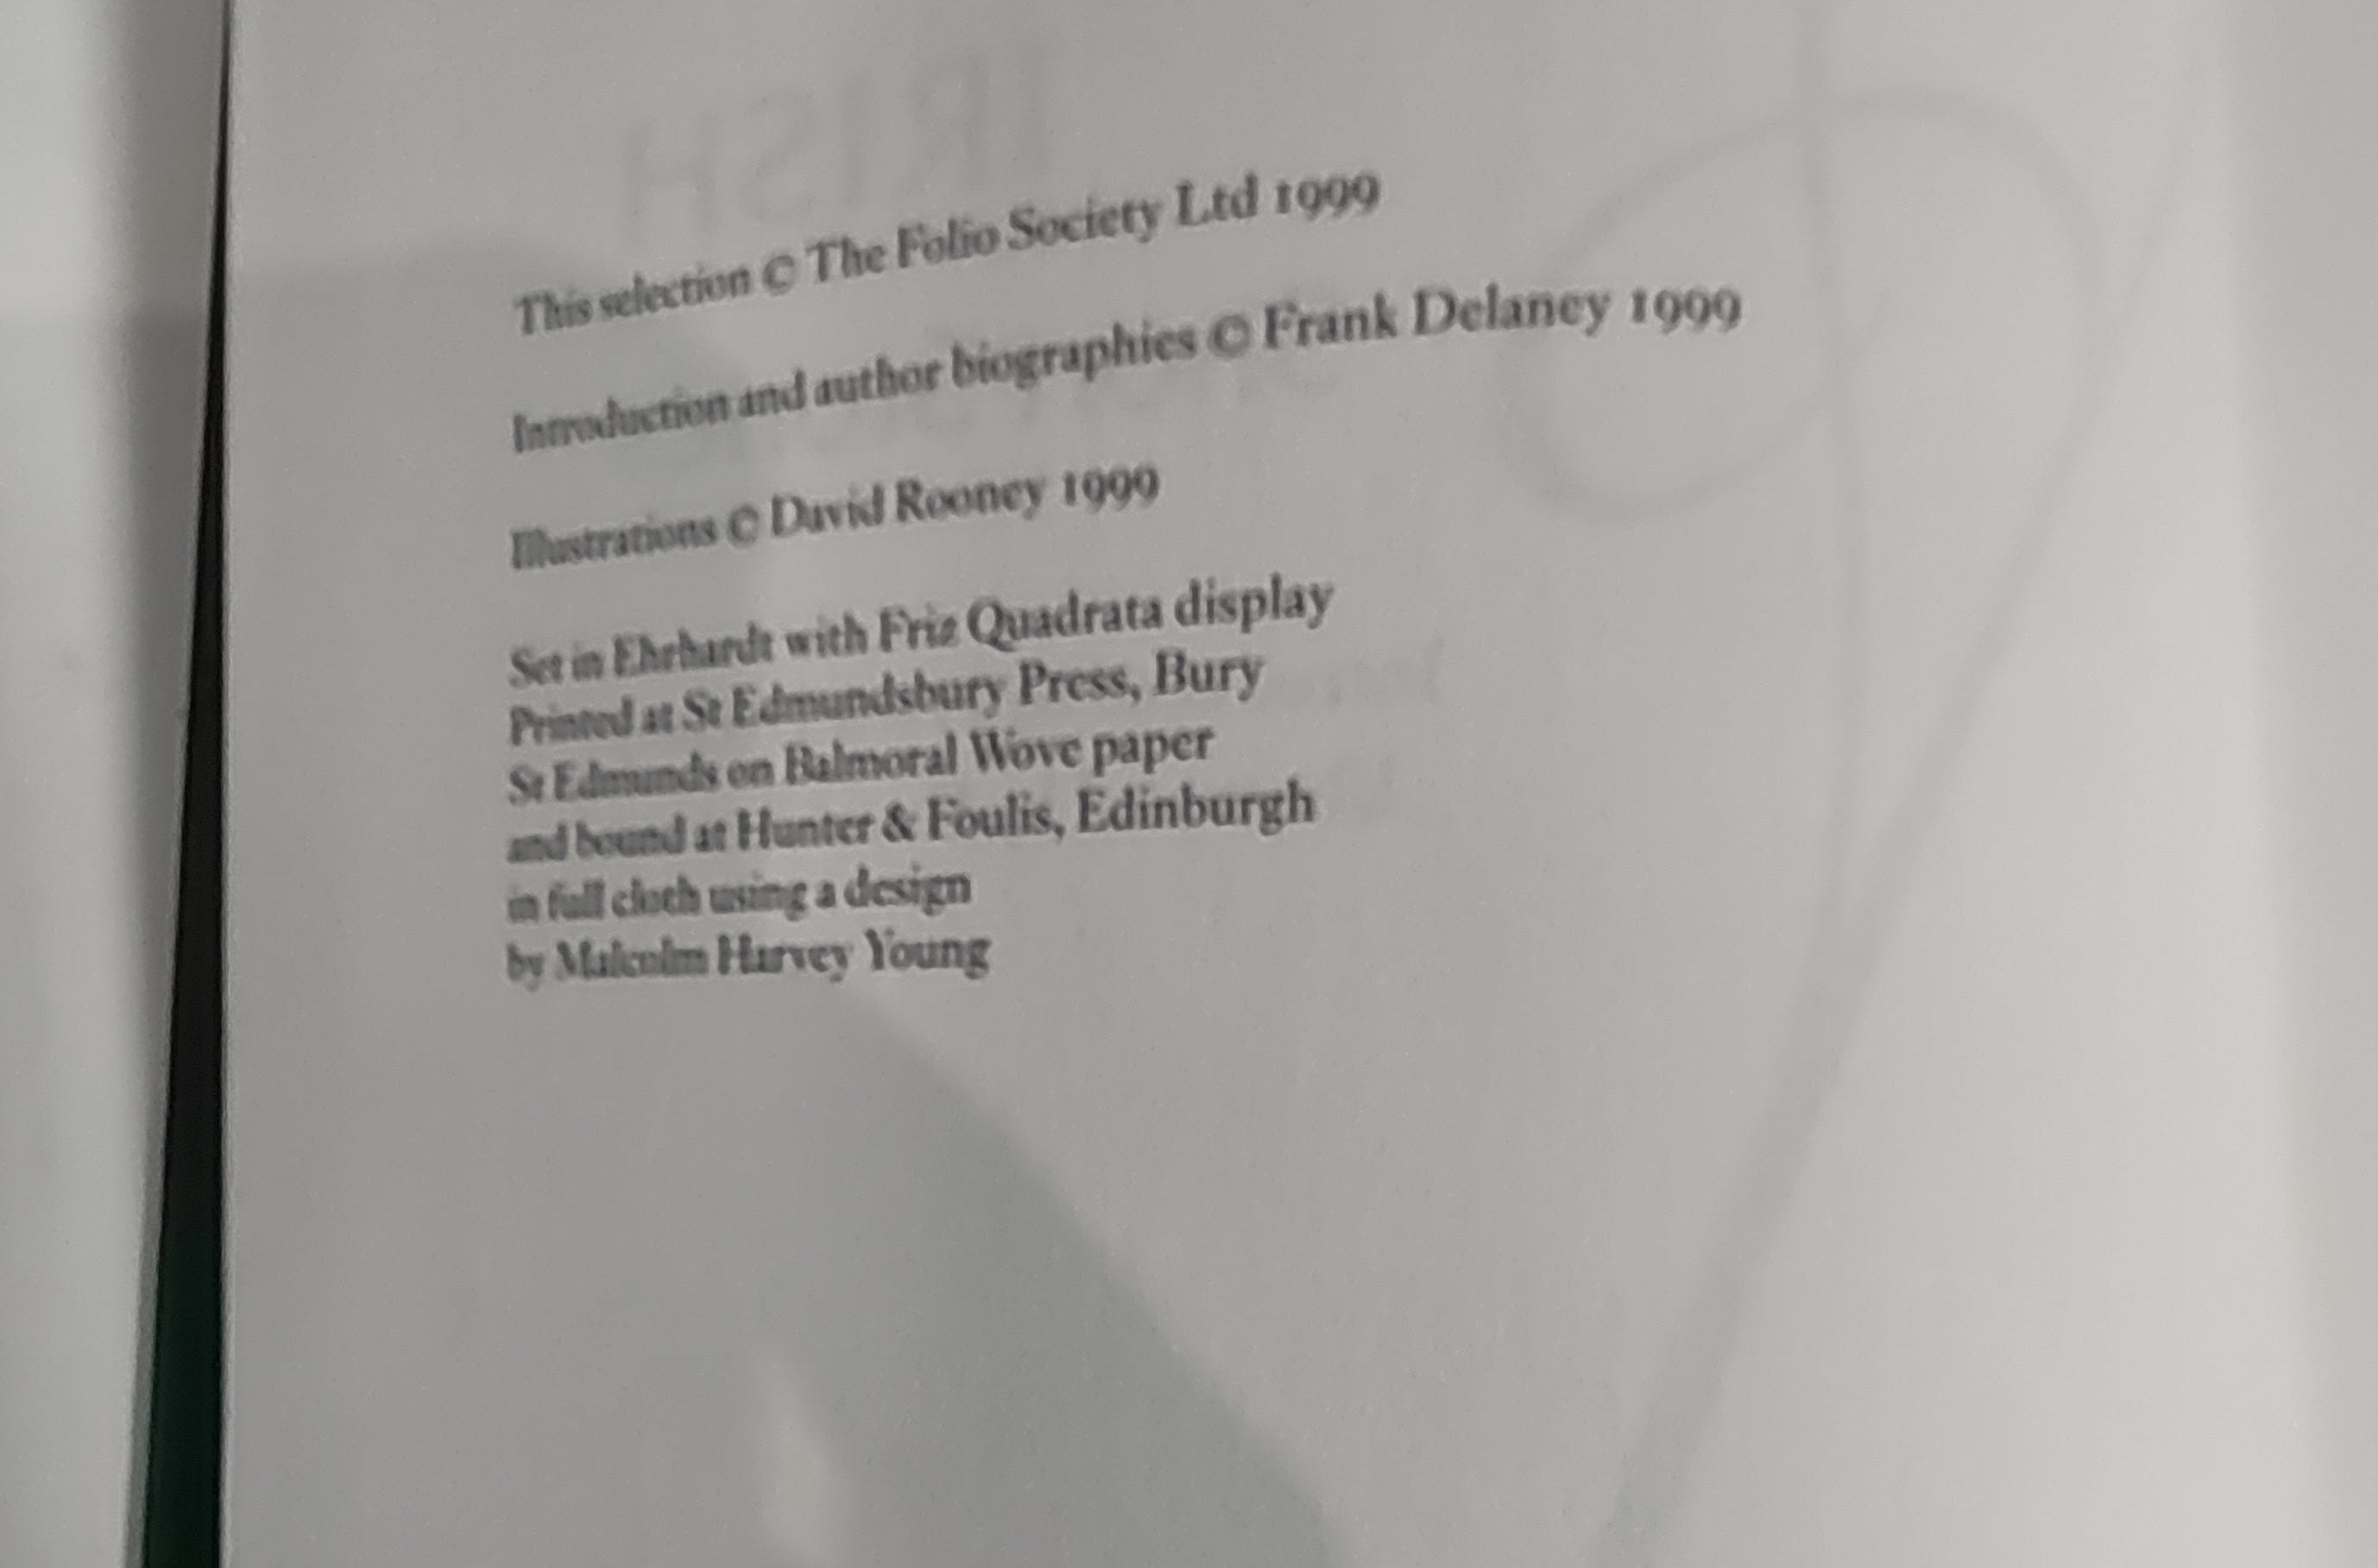 This selection © The Folio Society Ltd 1999
Introduction and author biographies © Frank Delaney 1999
Illustrations © David Rooney 1999
Set in Ehrhardt with Friz Quadrata display
Printed at St Edmundsbury Press, Bury
St Edmunds on Balmoral Wove paper
and bound at Hunter & Foulis, Edinburgh
in full cloth using a design
by Malcolm Harvey Young
IRISH